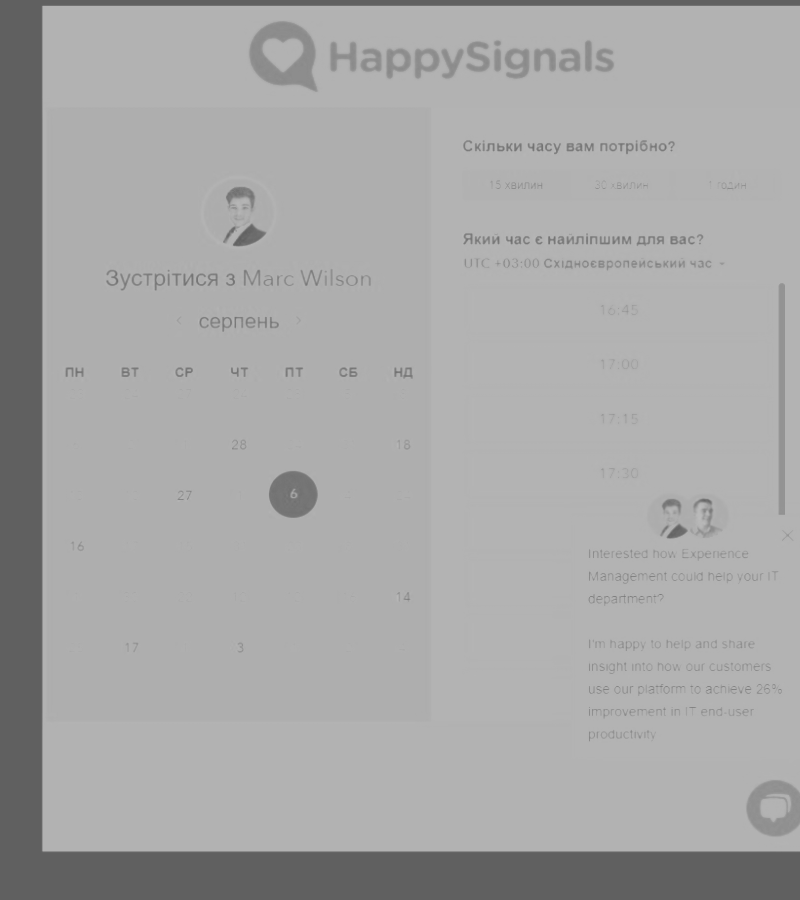 HappySignals
Зустрітися з Marc Wilson
серпень
ПН ВТ СР ЧТ ПТ СБ НД
28 18
27 6
16
14
17 3
Скільки часу вам потрібно?
15 хвилин 30 хвилин 1 годин
Який час є найліпшим для вас?
UTC +03:00 Східноєвропейський час
16:45
17:00
17:15
17:30
Interested how Experience
Management could help your IT
department?
I'm happy to help and share
insight into how our customers
use our platform to achieve 26%
improvement in IT end-user
productivity